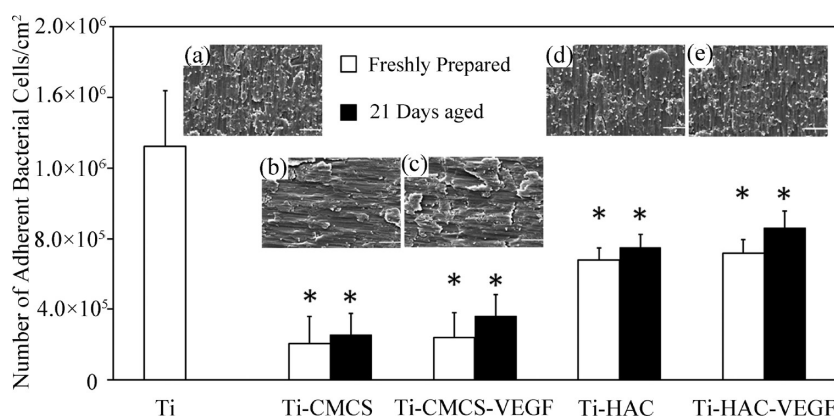 Number of Adherent Bacterial Cells/cm²
2.0×10⁶
1.6×10⁶
1.0×10⁶
8.0×10⁵
4.0×10⁵
0
(a)
(b)
(c)
(d)
(e)
Freshly Prepared
21 Days aged
* * * * * * * *
Ti Ti-CMCS Ti-CMCS-VEGF Ti-HAC Ti-HAC-VEGF